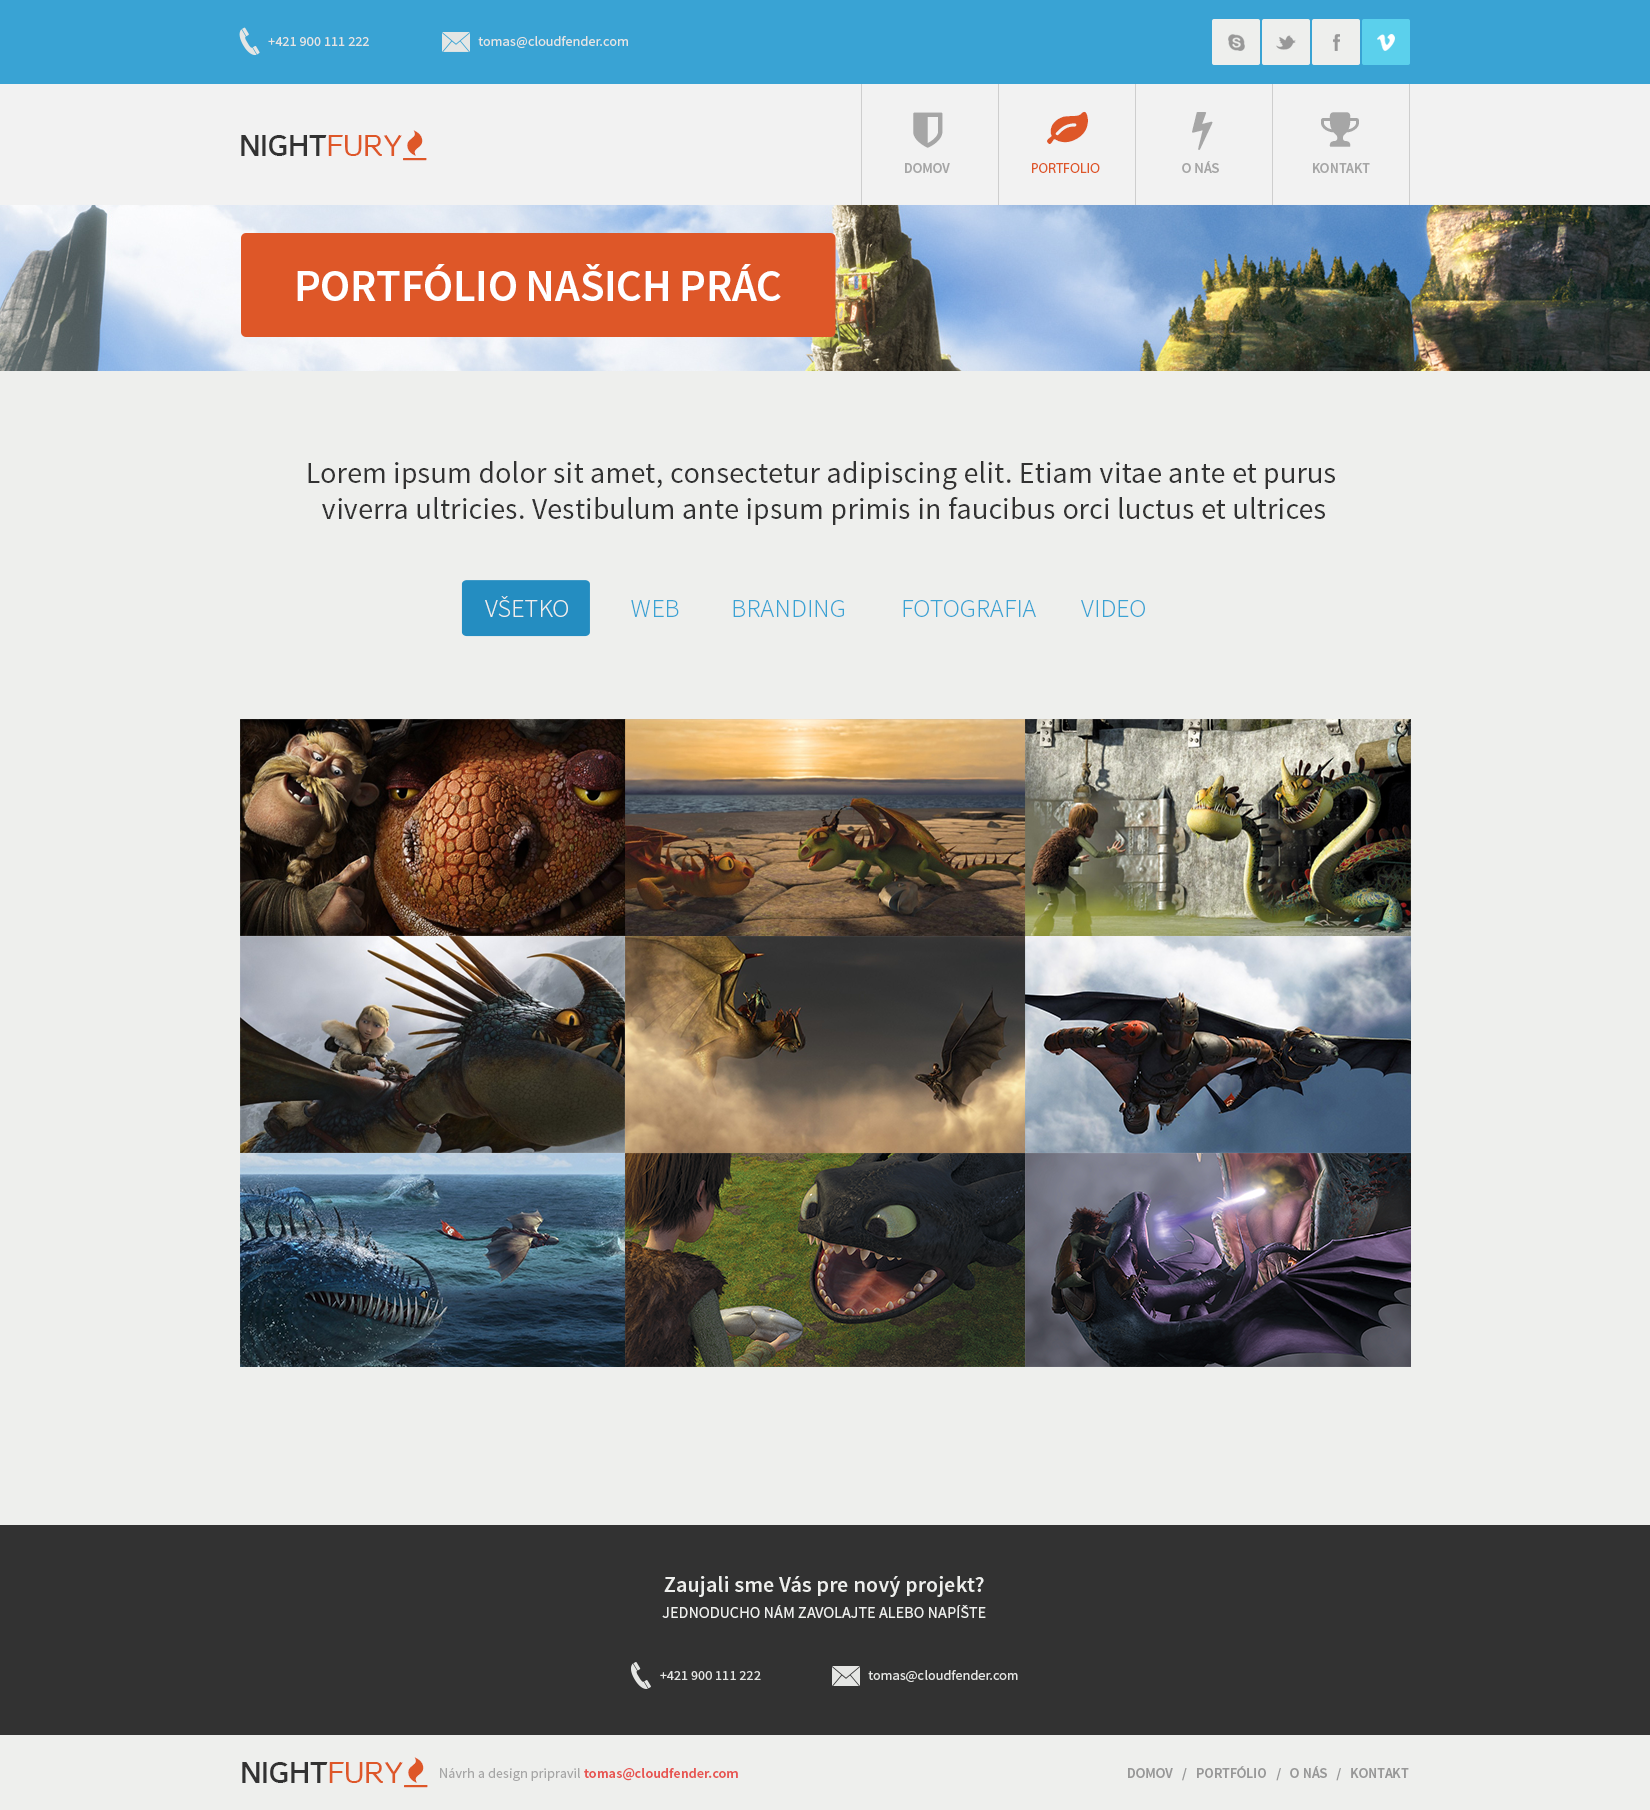 +421 900 111 222
tomas@cloudfender.com
NIGHTFURY
DOMOV
PORTFOLIO
O NÁS
KONTAKT
PORTFÓLIO NAŠICH PRÁC
Lorem ipsum dolor sit amet, consectetur adipiscing elit. Etiam vitae ante et purus
viverra ultricies. Vestibulum ante ipsum primis in faucibus orci luctus et ultrices
VŠETKO
WEB
BRANDING
FOTOGRAFIA
VIDEO
Zaujali sme Vás pre nový projekt?
JEDNODUCHO NÁM ZAVOLAJTE ALEBO NAPÍŠTE
+421 900 111 222
tomas@cloudfender.com
NIGHTFURY
Návrh a design pripravil tomas@cloudfender.com
DOMOV / PORTFÓLIO / O NÁS / KONTAKT